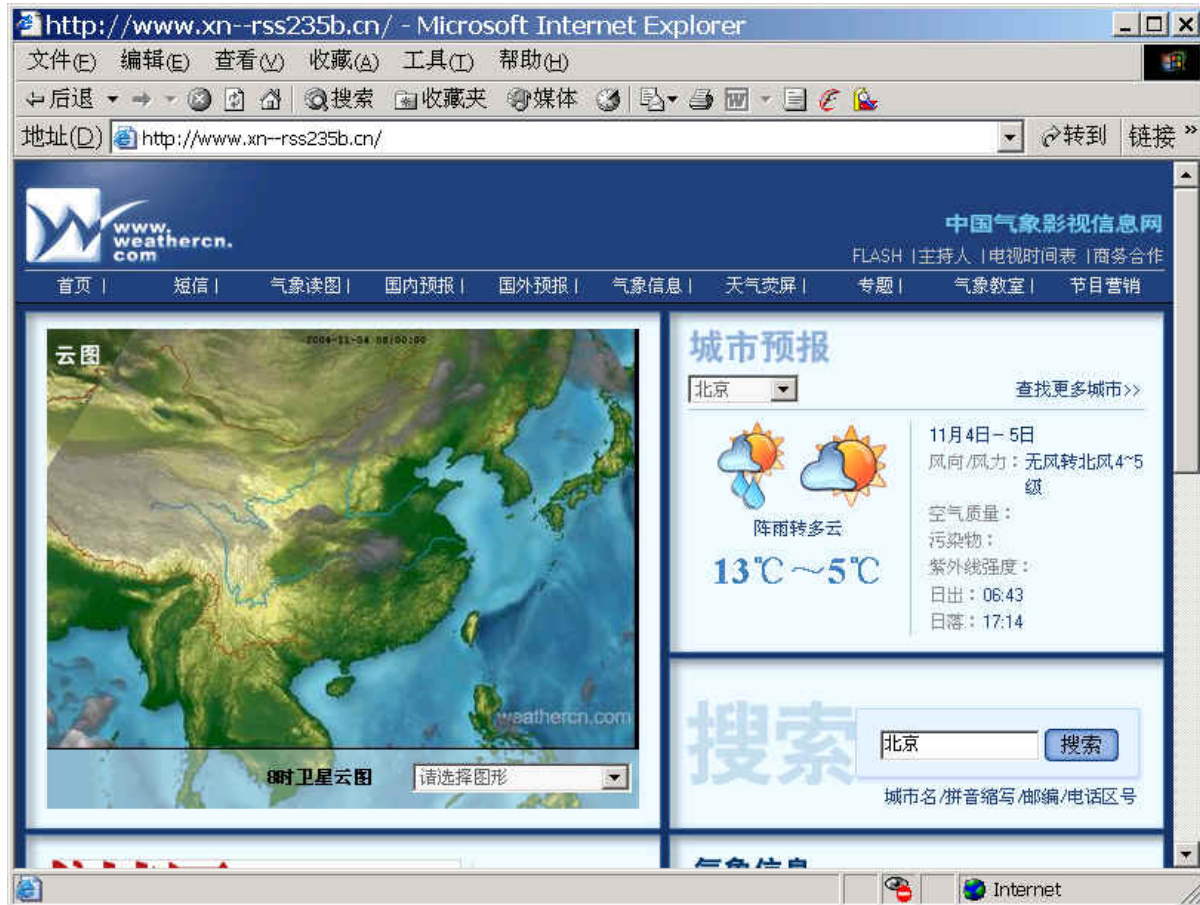 http://www.xn--rss235b.cn/ - Microsoft Internet Explorer
文件(F) 编辑(E) 查看(V) 收藏(A) 工具(T) 帮助(H)
后退 搜索 收藏夹 媒体
地址(D) http://www.xn--rss235b.cn/ 转到 链接 »
www.
weathercn.
com
中国气象影视信息网
FLASH |主持人 |电视时间表 |商务合作
首页 | 短信 | 气象读图 | 国内预报 | 国外预报 | 气象信息 | 天气荧屏 | 专题 | 气象教室 | 节目营销
云图
weathercn.com
8时卫星云图 请选择图形
城市预报
北京 查找更多城市>>
阵雨转多云
13℃～5℃
11月4日－5日
风向/风力：无风转北风4~5
级
空气质量：
污染物：
紫外线强度：
日出：06:43
日落：17:14
搜索
北京 搜索
城市名/拼音缩写/邮编/电话区号
气象信息
Internet